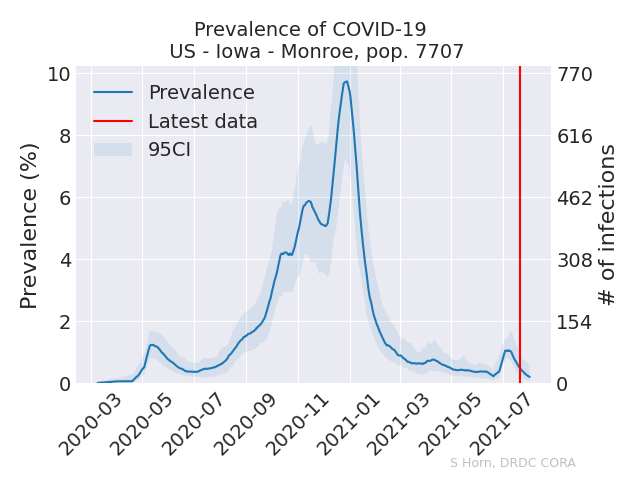 Prevalence of COVID-19
US - Iowa - Monroe, pop. 7707
Prevalence
Latest data
95CI
Prevalence (%)
10
8
6
4
2
0
770
616
462
308
154
0
# of infections
2020-03
2020-05
2020-07
2020-09
2020-11
2021-01
2021-03
2021-05
2021-07
S Horn, DRDC CORA